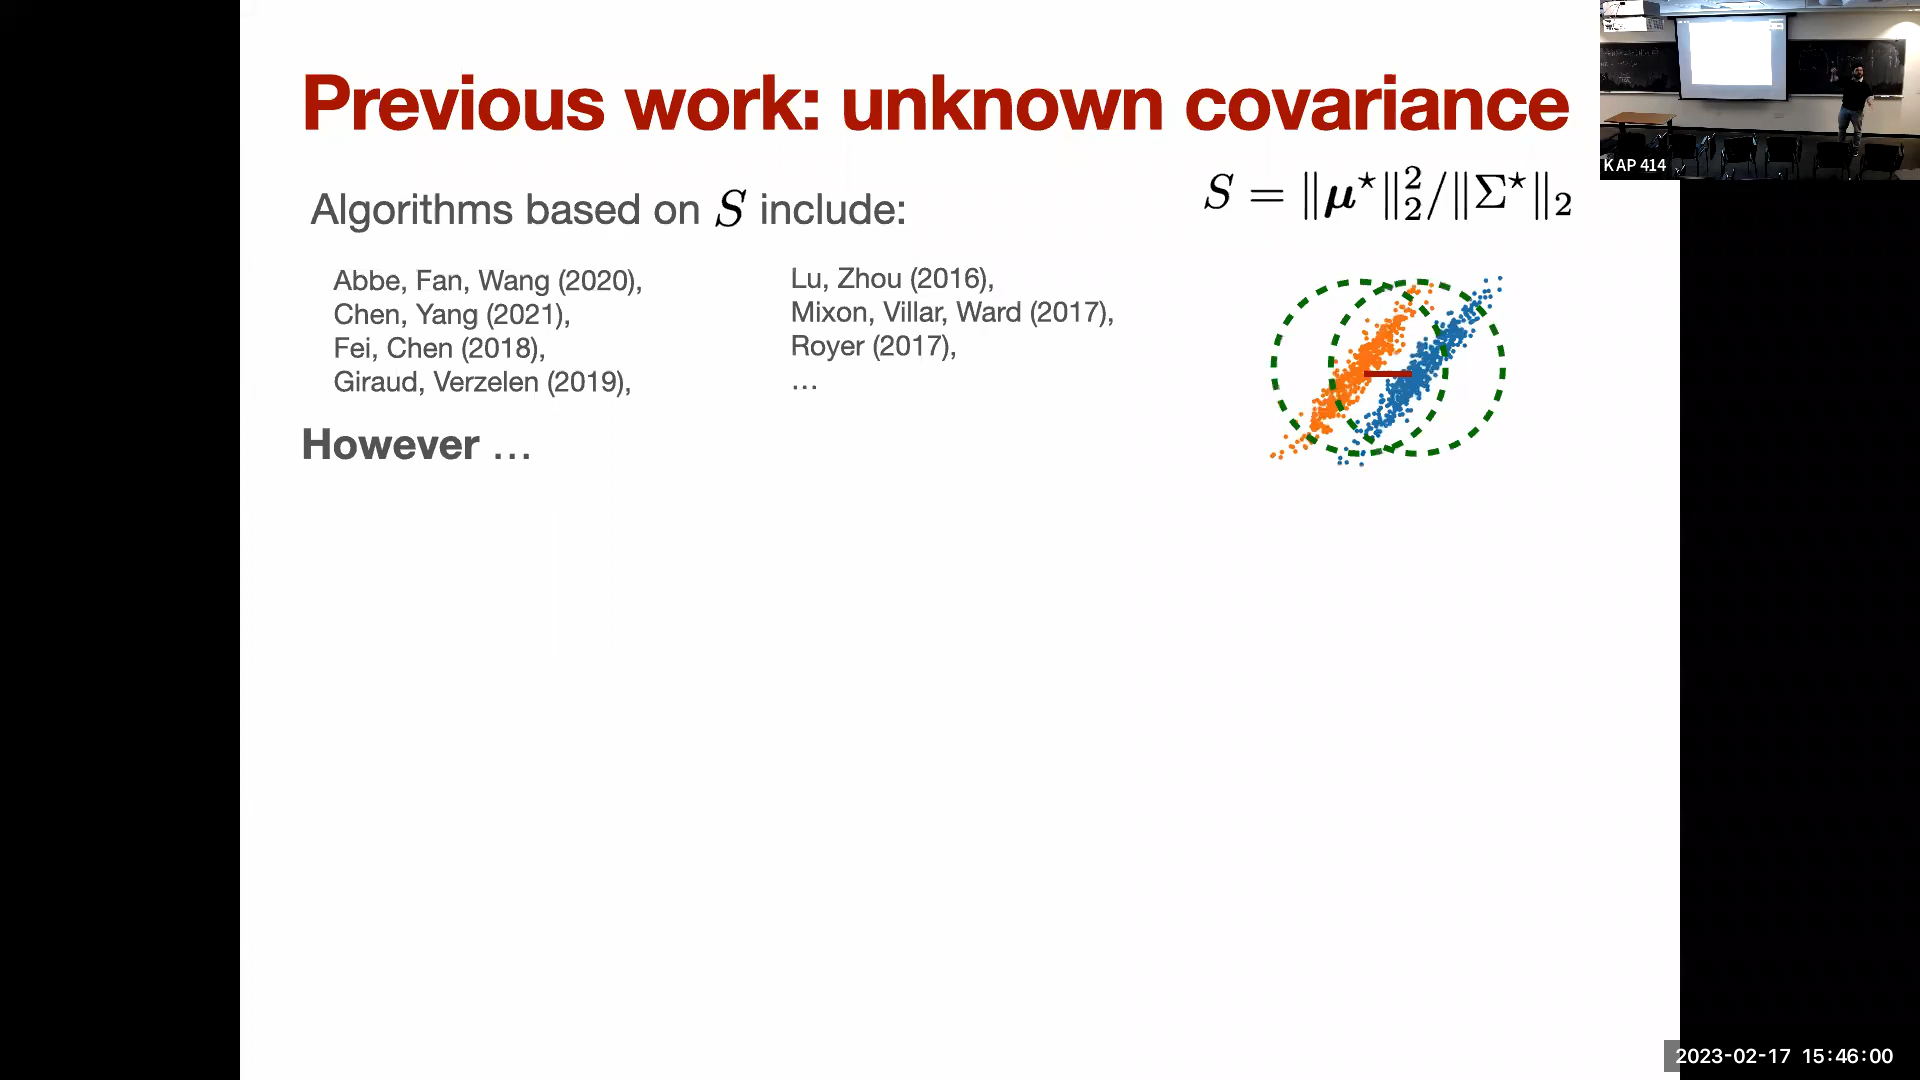 Previous work: unknown covariance
Algorithms based on S include:
S = ‖μ⋆‖₂²/‖Σ⋆‖₂
Abbe, Fan, Wang (2020),
Chen, Yang (2021),
Fei, Chen (2018),
Giraud, Verzelen (2019),
Lu, Zhou (2016),
Mixon, Villar, Ward (2017),
Royer (2017),
…
However …
KAP 414
2023-02-17 15:46:00